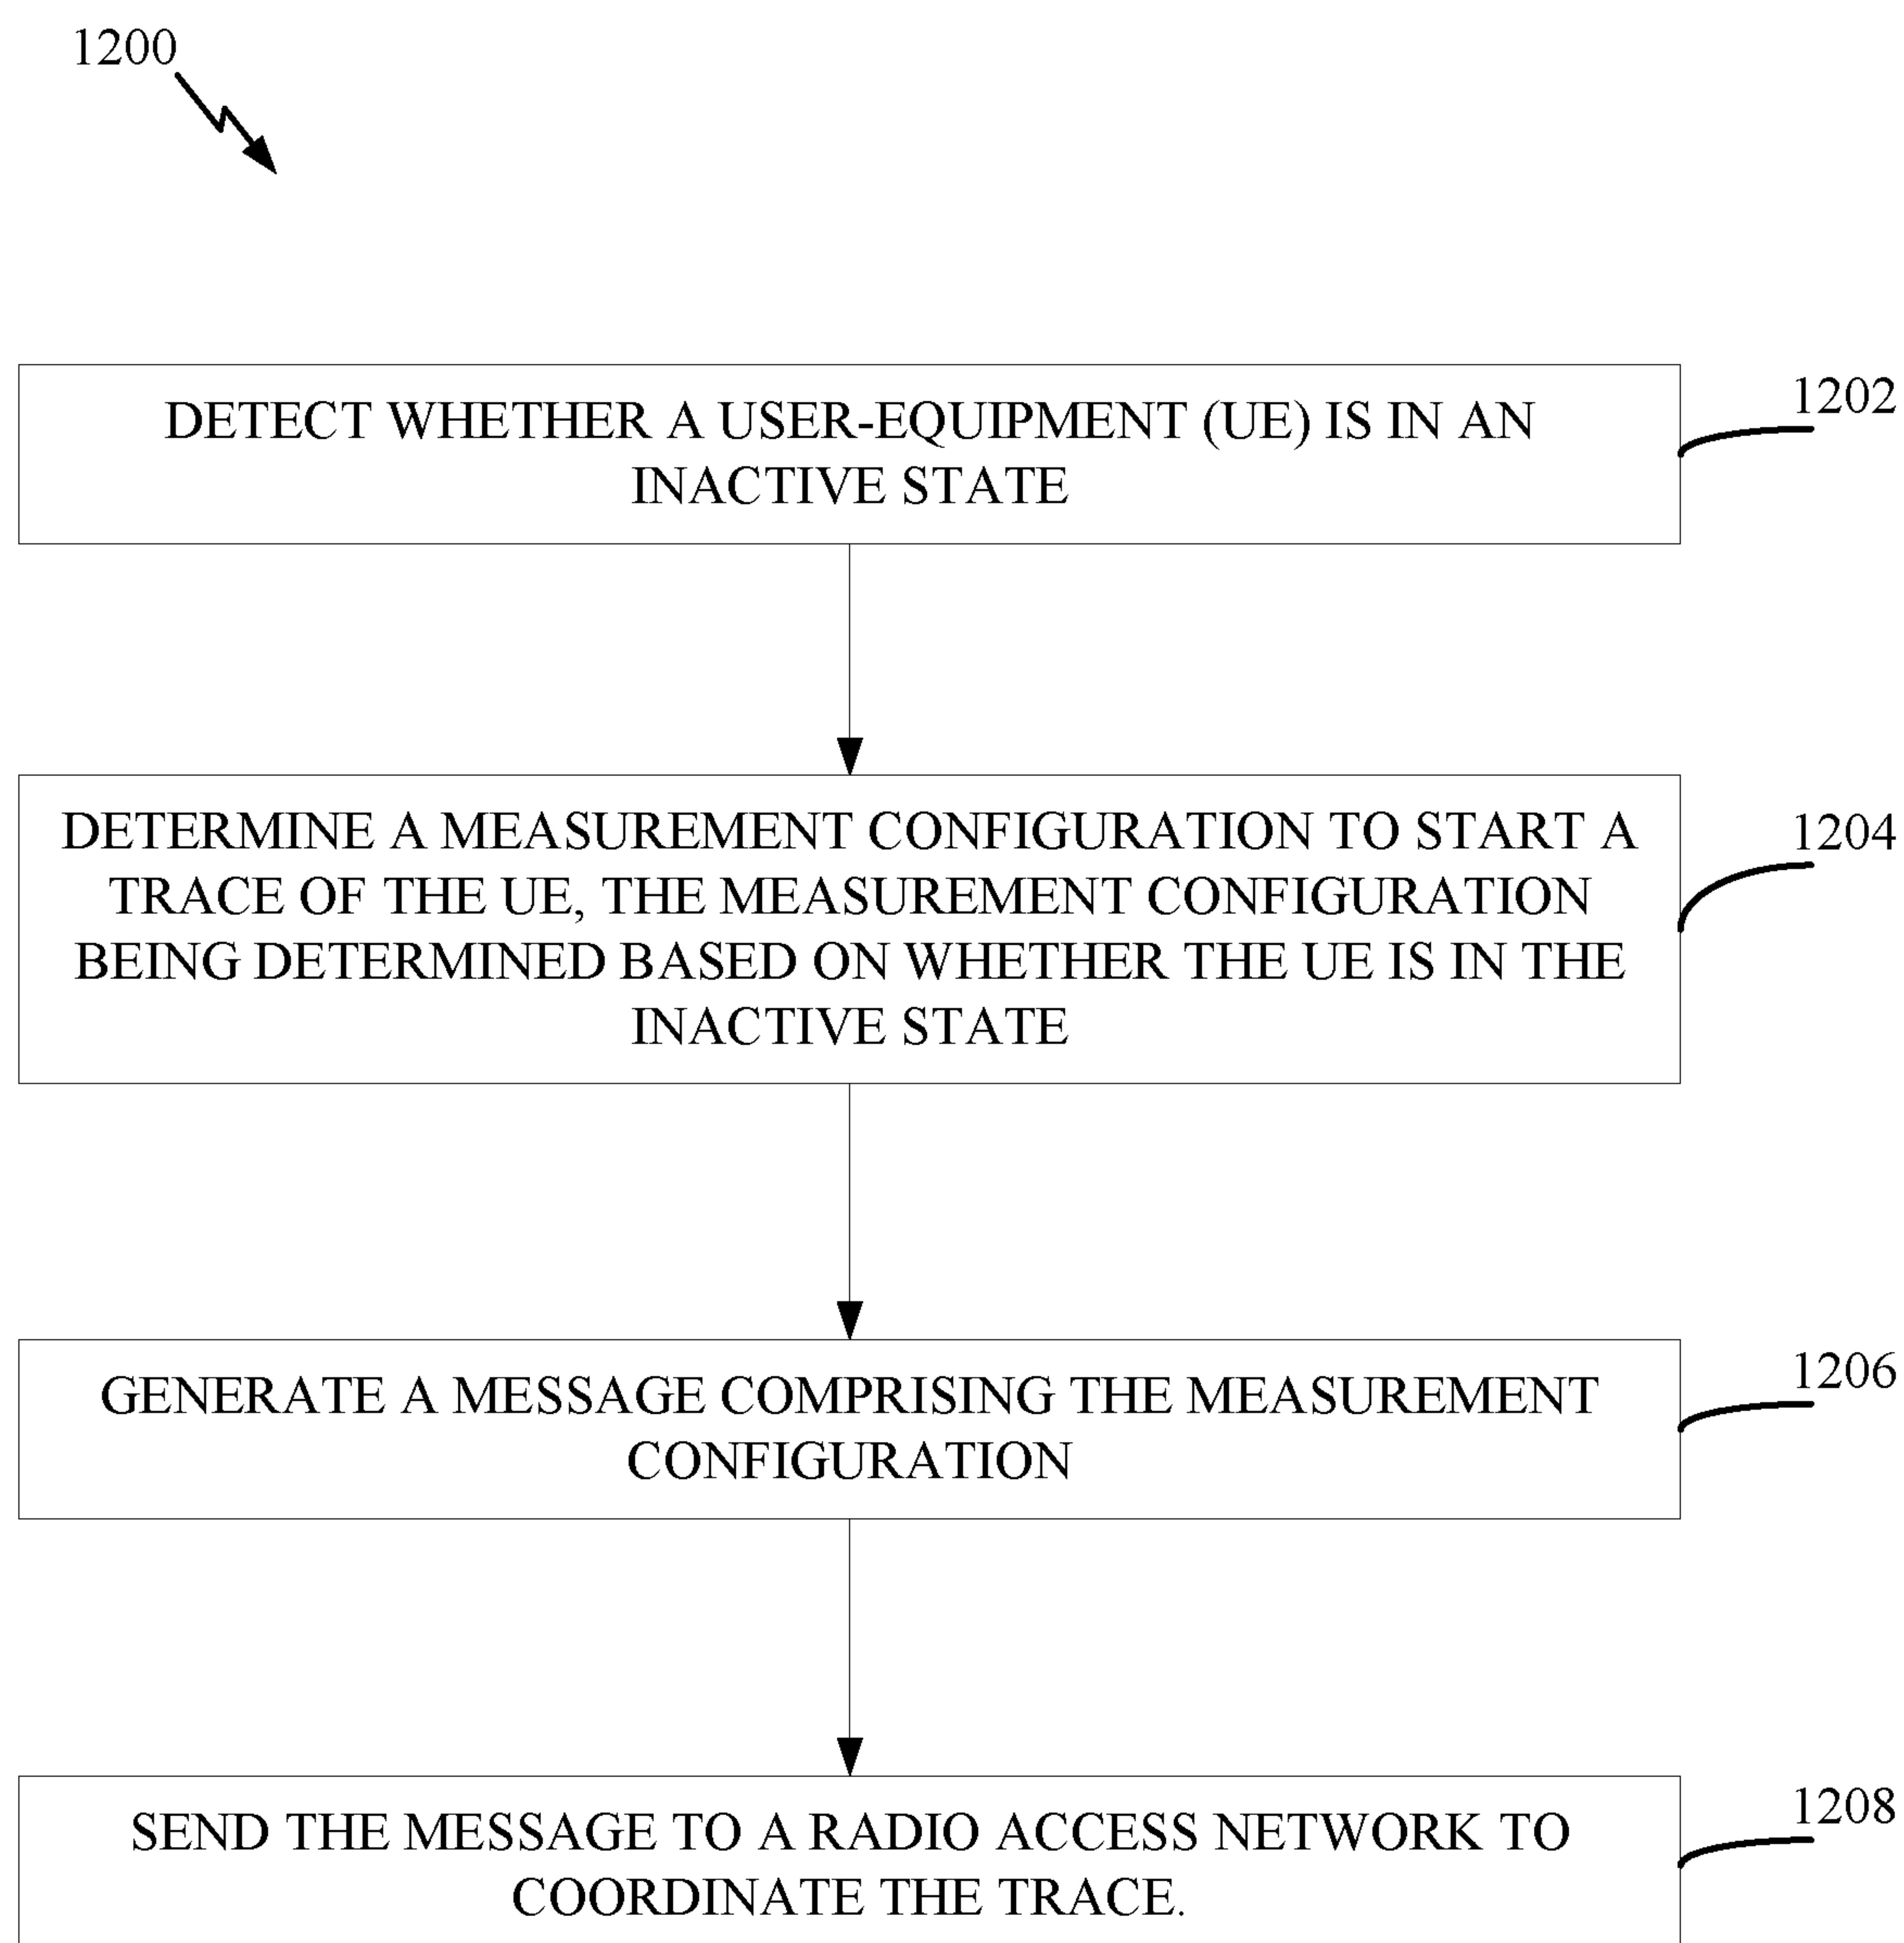 1200
DETECT WHETHER A USER-EQUIPMENT (UE) IS IN AN
INACTIVE STATE
1202
DETERMINE A MEASUREMENT CONFIGURATION TO START A
TRACE OF THE UE, THE MEASUREMENT CONFIGURATION
BEING DETERMINED BASED ON WHETHER THE UE IS IN THE
INACTIVE STATE
1204
GENERATE A MESSAGE COMPRISING THE MEASUREMENT
CONFIGURATION
1206
SEND THE MESSAGE TO A RADIO ACCESS NETWORK TO
COORDINATE THE TRACE.
1208